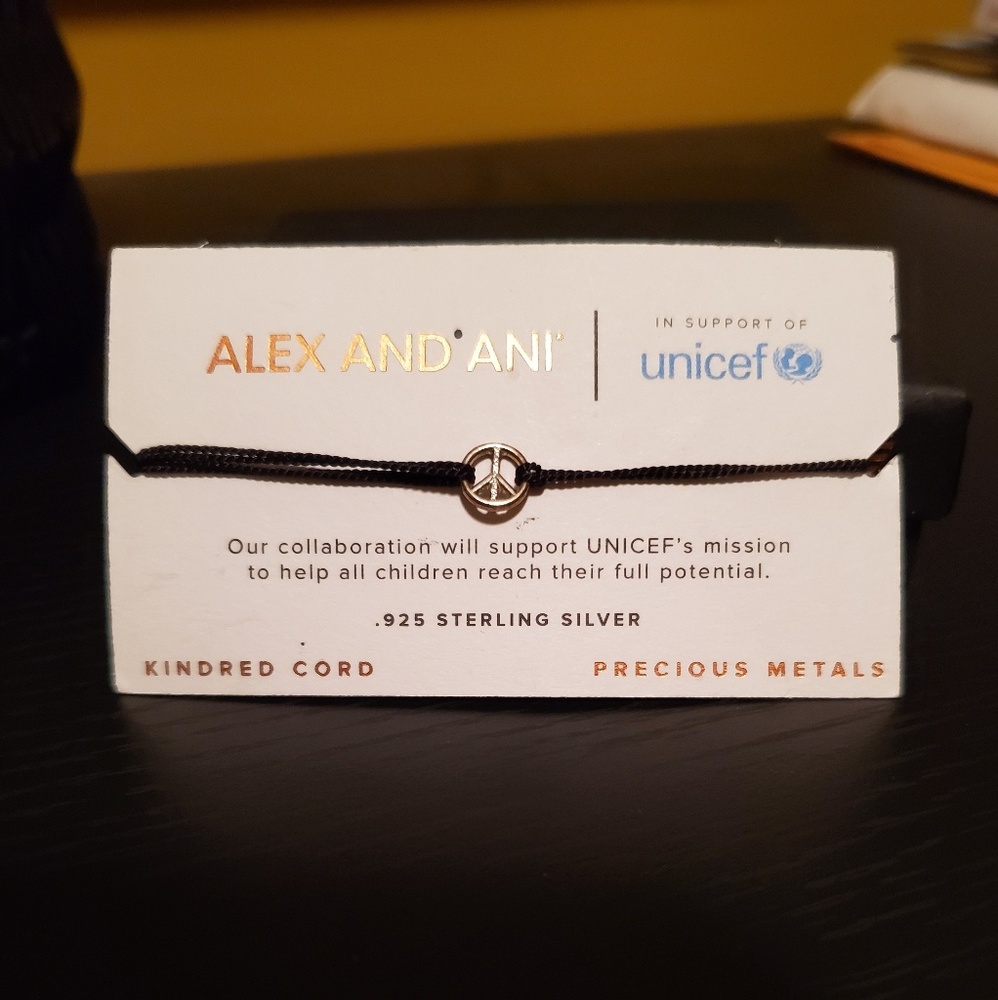 ALEX AND ANI
IN SUPPORT OF
unicef
Our collaboration will support UNICEF's mission
to help all children reach their full potential.
.925 STERLING SILVER
KINDRED CORD
PRECIOUS METALS